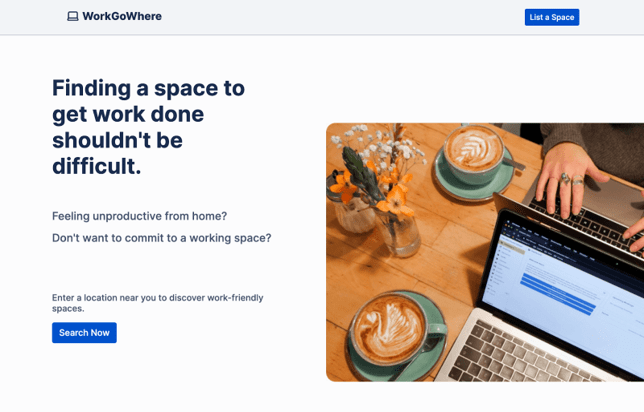 WorkGoWhere
List a Space
Finding a space to
get work done
shouldn't be
difficult.
Feeling unproductive from home?
Don't want to commit to a working space?
Enter a location near you to discover work-friendly
spaces.
Search Now